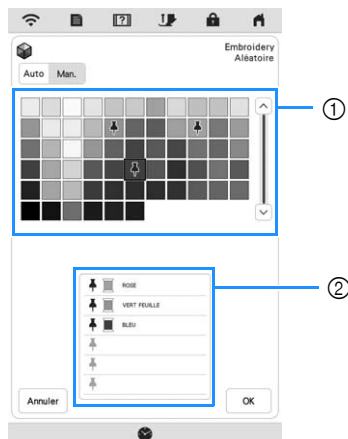 Embroidery
Aléatoire
Auto Man.
①
ROSE
②
VERT FEUILLE
BLEU
Annuler OK